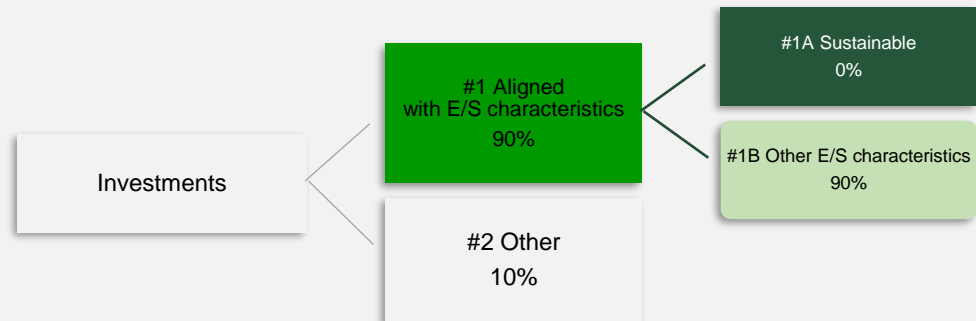 Investments
#1 Aligned
with E/S characteristics
90%
#2 Other
10%
#1A Sustainable
0%
#1B Other E/S characteristics
90%